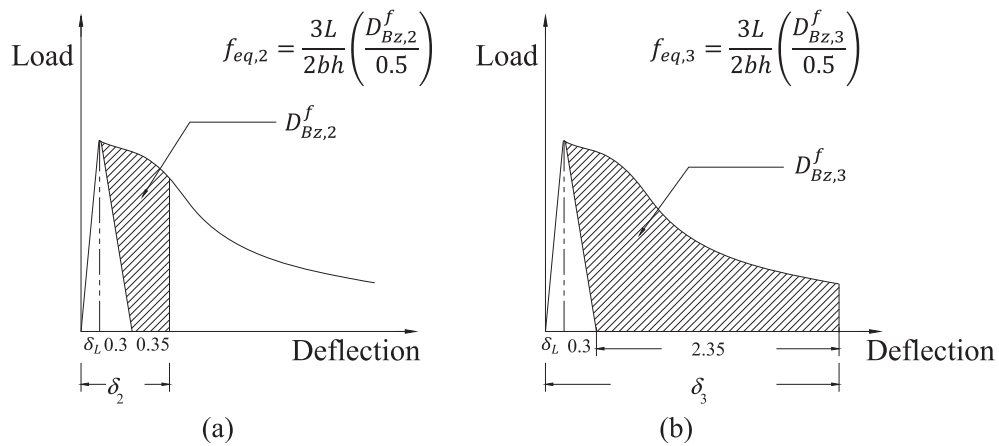 Load
f_{eq,2} = \frac{3L}{2bh} \left( \frac{D^f_{Bz,2}}{0.5} \right)
D^f_{Bz,2}
δ_L 0.3 0.35
Deflection
δ_2
(a)
Load
f_{eq,3} = \frac{3L}{2bh} \left( \frac{D^f_{Bz,3}}{0.5} \right)
D^f_{Bz,3}
δ_L 0.3 2.35
Deflection
δ_3
(b)